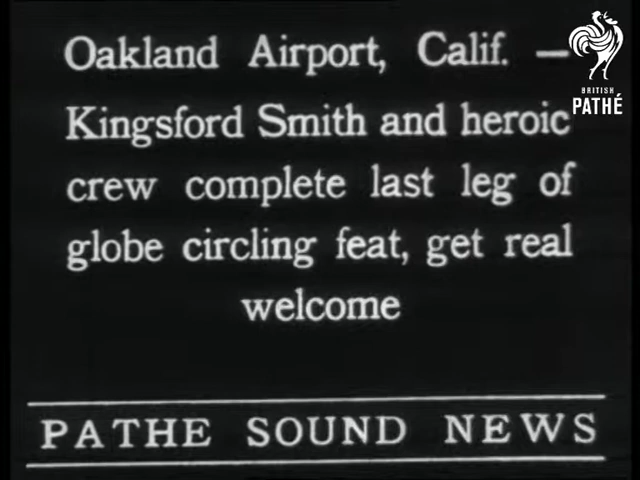 Oakland Airport, Calif. —
Kingsford Smith and heroic
crew complete last leg of
globe circling feat, get real
welcome
PATHE SOUND NEWS
BRITISH
PATHÉ